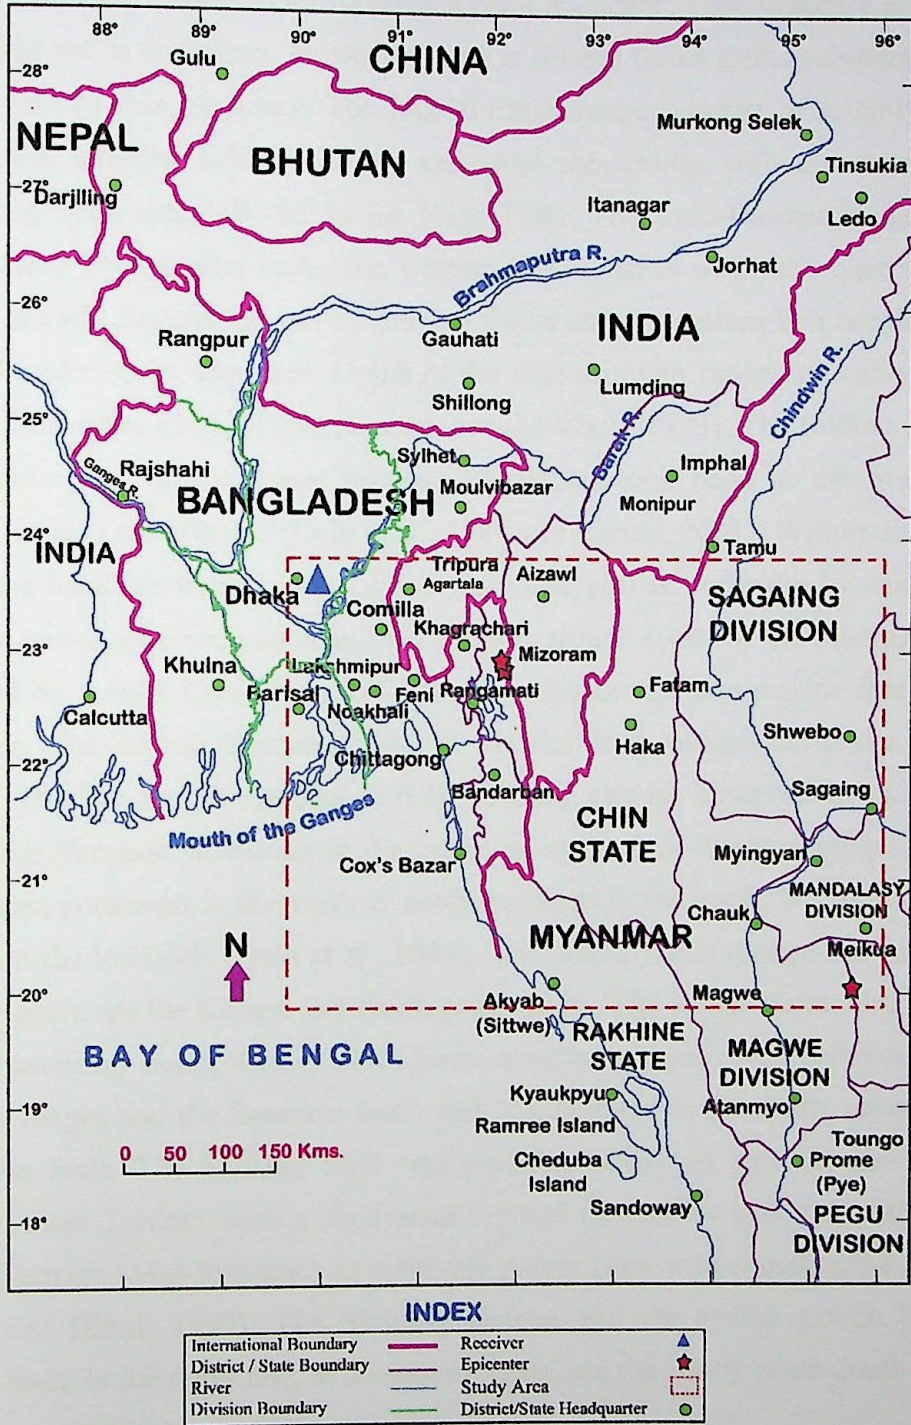 88° 89° 90° 91° 92° 93° 94° 95° 96°
28°
27°
26°
25°
24°
23°
22°
21°
20°
19°
18°
Gulu
CHINA
NEPAL
BHUTAN
Murkong Selek
Tinsukia
Darjiling
Itanagar
Ledo
Jorhat
Brahmaputra R.
Rangpur
Gauhati
INDIA
Shillong
Lumding
Chindwin R.
Barak R.
Sylhet
Imphal
Ganges R.
Rajshahi
Moulvibazar
Monipur
BANGLADESH
INDIA
Tamu
Tripura
Agartala
Aizawl
Dhaka
Comilla
SAGAING
DIVISION
Khagrachari
Mizoram
Khulna
Lakshmipur
Barisal
Feni
Rangamati
Fatam
Noakhali
Calcutta
Haka
Shwebo
Chittagong
Bandarban
Sagaing
Mouth of the Ganges
CHIN
STATE
Cox's Bazar
Myingyan
MANDALASY
DIVISION
Chauk
MYANMAR
Meikua
N
Akyab
(Sittwe)
Magwe
RAKHINE
STATE
BAY OF BENGAL
MAGWE
DIVISION
Kyaukpyu
Atanmyo
Ramree Island
Toungo
0 50 100 150 Kms.
Cheduba
Island
Prome
(Pye)
Sandoway
PEGU
DIVISION
INDEX
International Boundary
Receiver
District / State Boundary
Epicenter
River
Study Area
Division Boundary
District/State Headquarter